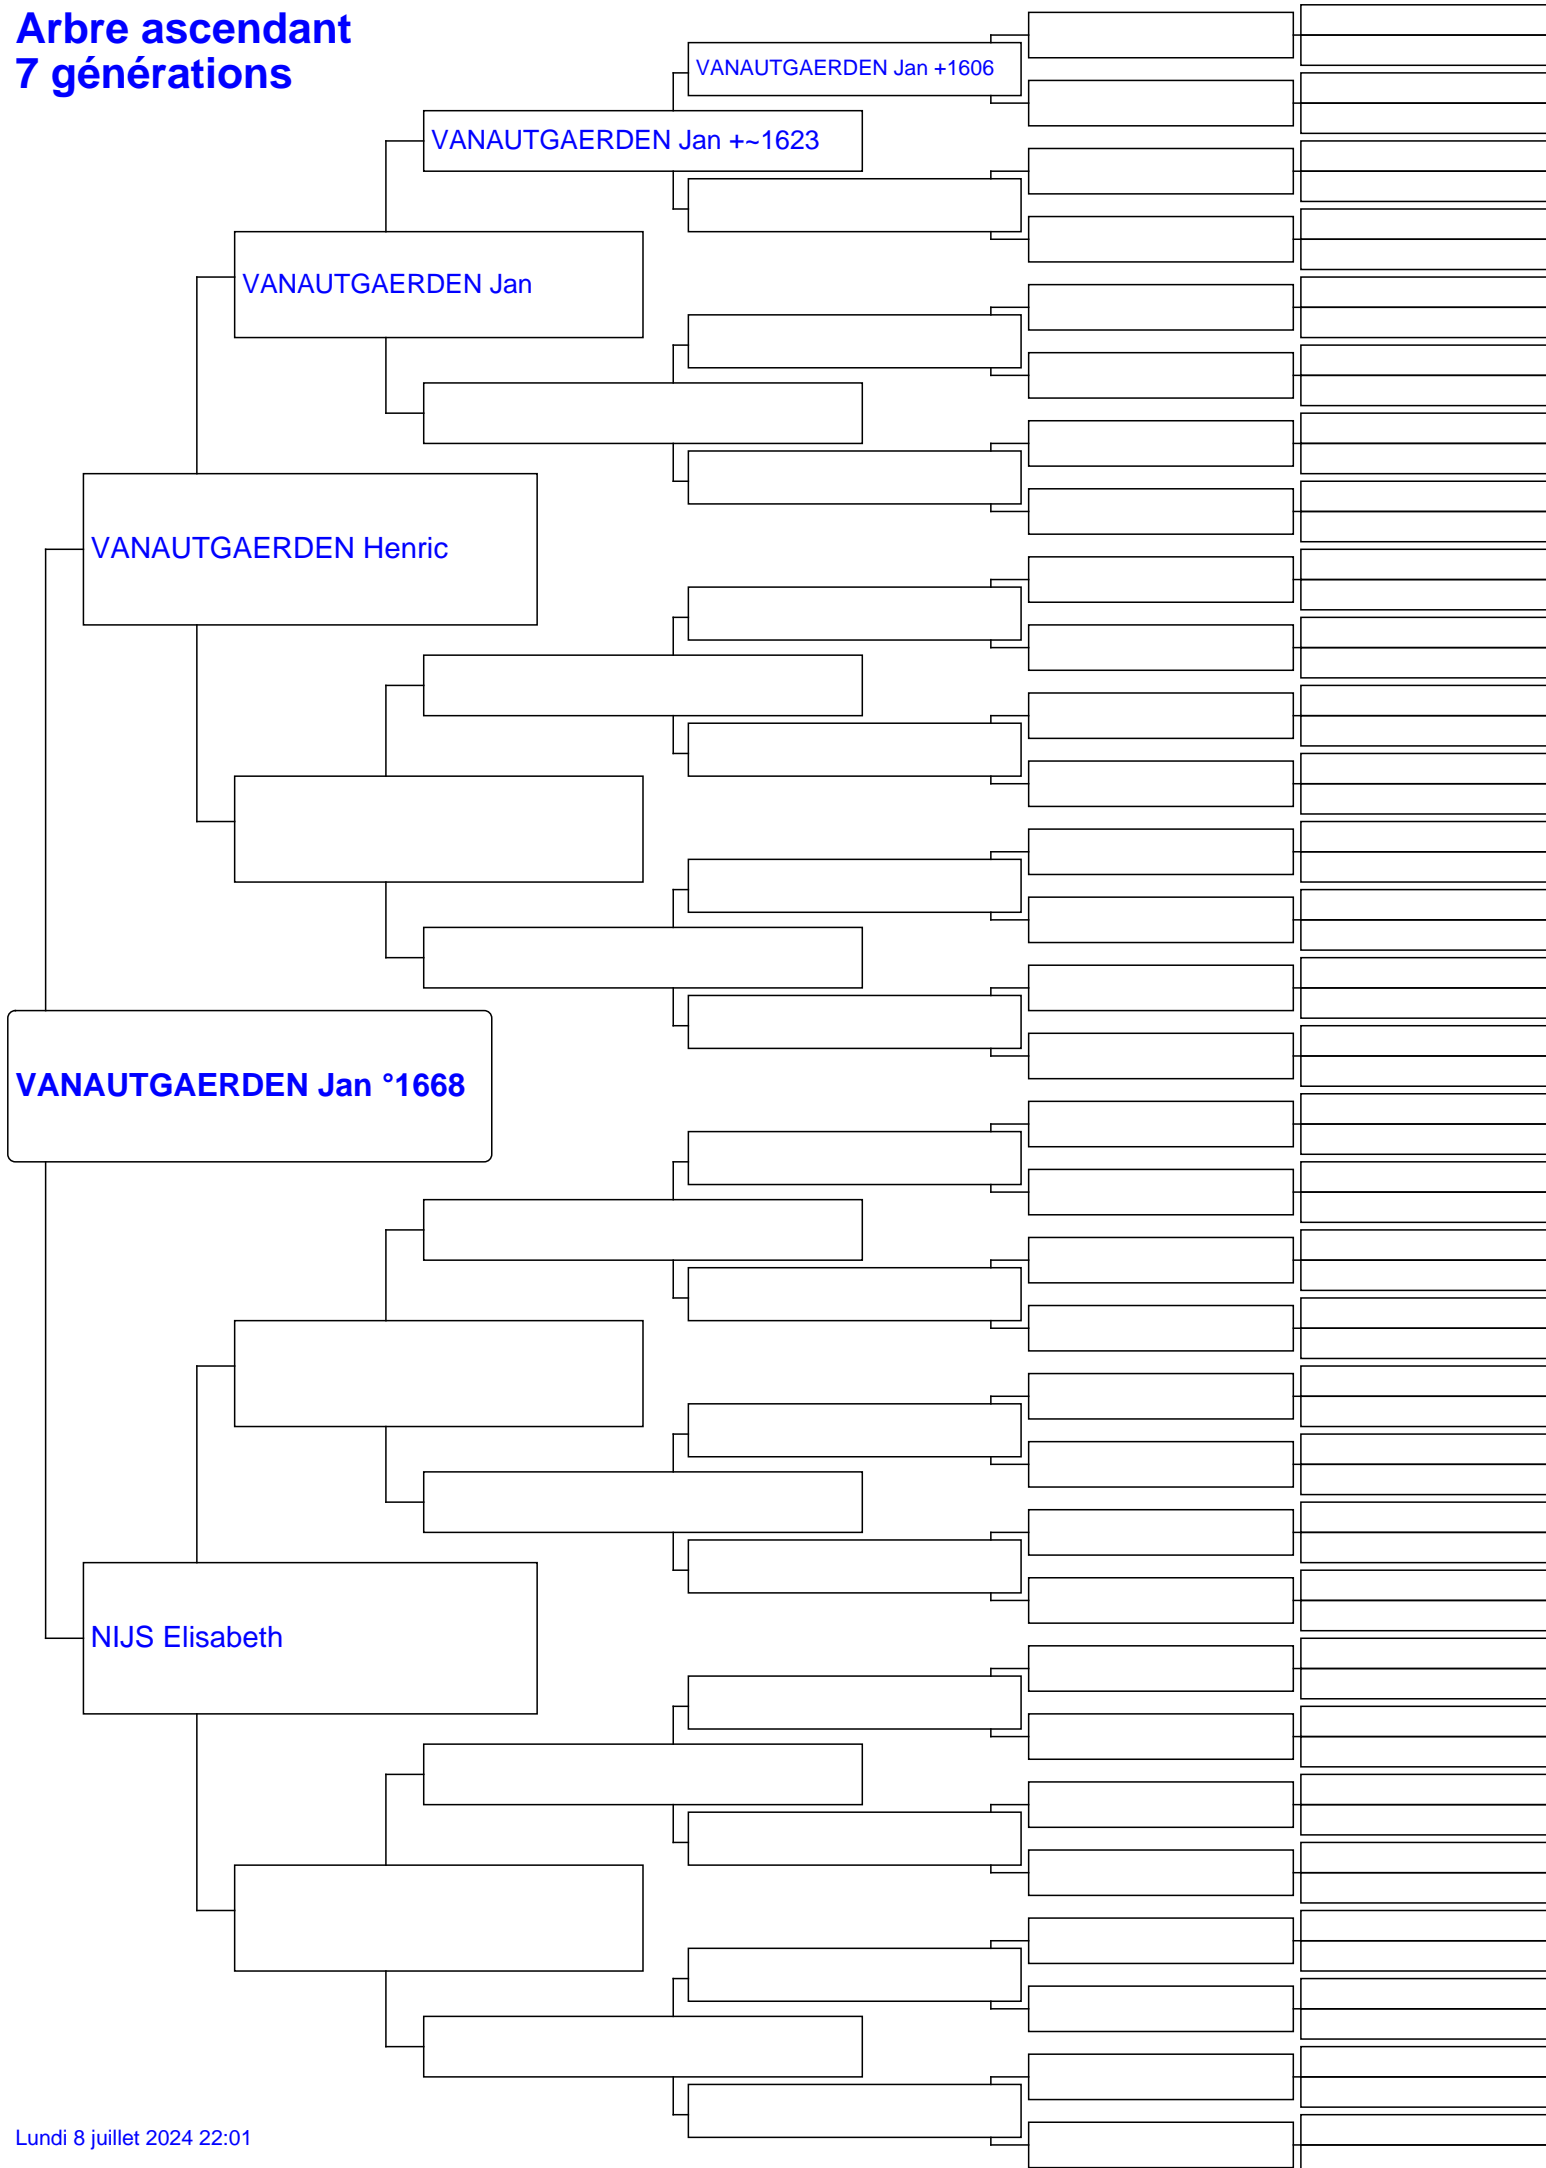 Arbre ascendant
7 générations
VANAUTGAERDEN Jan +1606
VANAUTGAERDEN Jan +~1623
VANAUTGAERDEN Jan
VANAUTGAERDEN Henric
VANAUTGAERDEN Jan °1668
NIJS Elisabeth
Lundi 8 juillet 2024 22:01